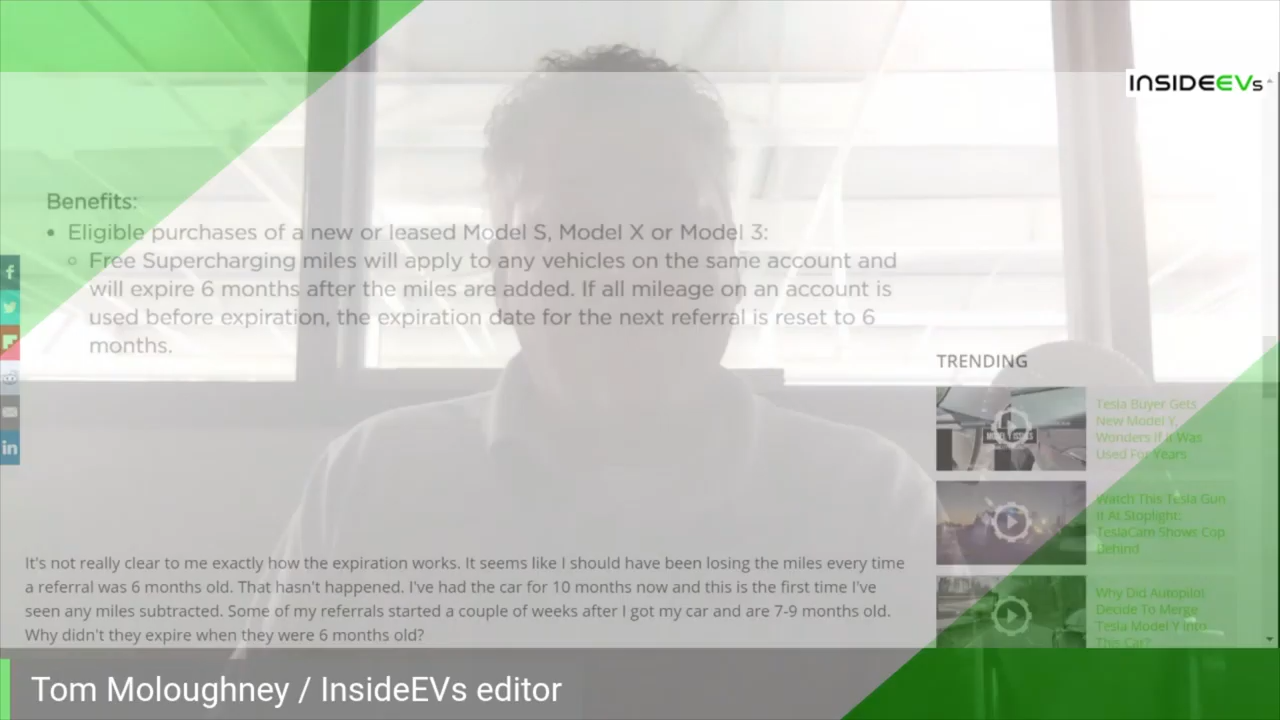 INSIDEEVs
Benefits:
• Eligible purchases of a new or leased Model S, Model X or Model 3:
◦ Free Supercharging miles will apply to any vehicles on the same account and
will expire 6 months after the miles are added. If all mileage on an account is
used before expiration, the expiration date for the next referral is reset to 6
months.
TRENDING
Tesla Buyer Gets
New Model Y,
Wonders If It Was
Used For Years
Watch This Tesla Gun
It At Stoplight:
TeslaCam Shows Cop
Behind
Why Did Autopilot
Decide To Merge
Tesla Model Y Into
This Car?
It's not really clear to me exactly how the expiration works. It seems like I should have been losing the miles every time
a referral was 6 months old. That hasn't happened. I've had the car for 10 months now and this is the first time I've
seen any miles subtracted. Some of my referrals started a couple of weeks after I got my car and are 7-9 months old.
Why didn't they expire when they were 6 months old?
Tom Moloughney / InsideEVs editor